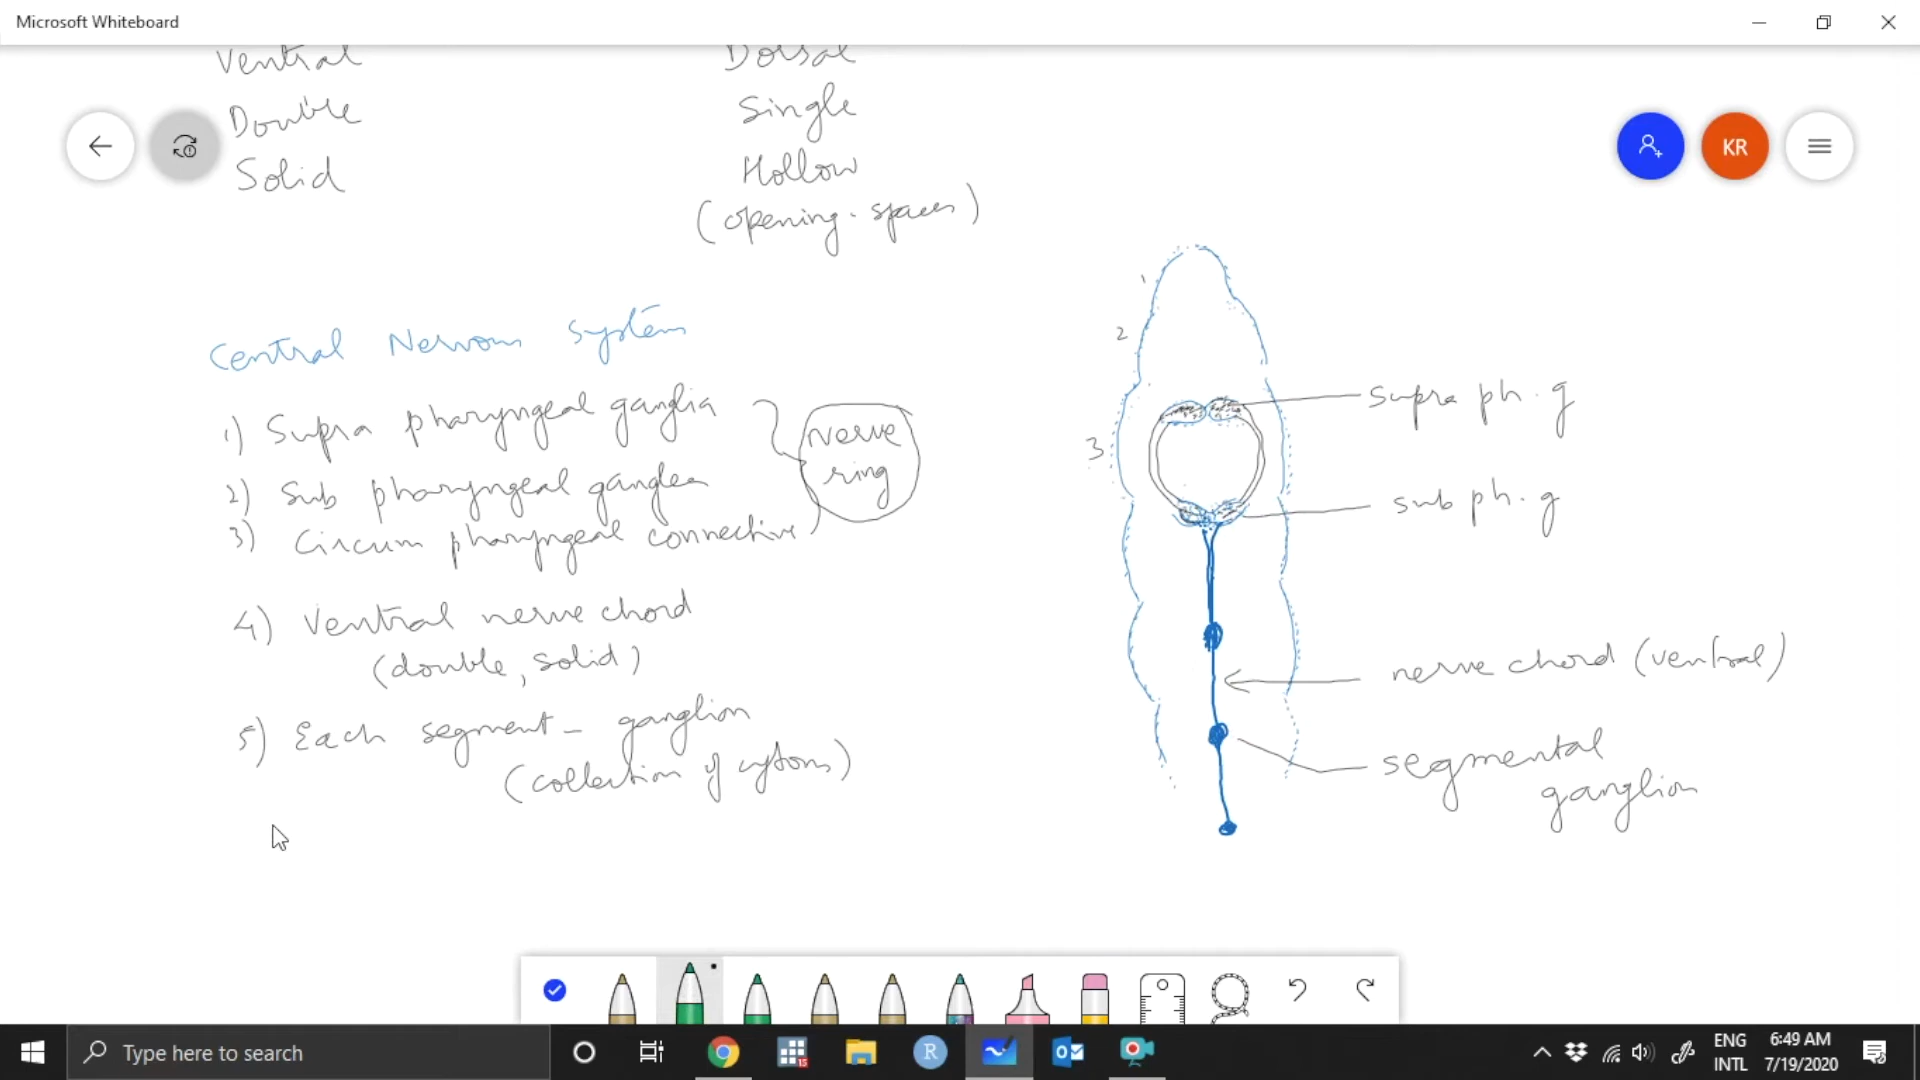 Microsoft Whiteboard
Ventral
Dorsal
Double
Single
Solid
Hollow
(opening. spaces)
KR
Central Nervous System
1) Supra pharyngeal ganglia
2) Sub pharyngeal ganglea
3) Circum pharyngeal connective
nerve
ring
4) Ventral nerve chord
(double, solid)
5) Each segment - ganglion
(collection of cytons)
1
2
3
supra ph. g
sub ph. g
nerve chord (ventral)
segmental
ganglion
Type here to search
R
15
ENG
INTL
6:49 AM
7/19/2020